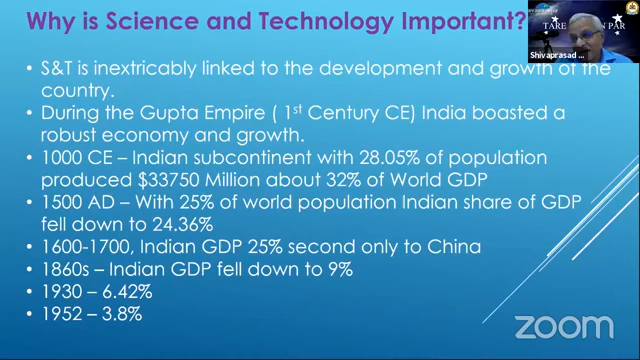 Why is Science and Technology Important?
TARE
N PAR
Shivaprasad ...
• S&T is inextricably linked to the development and growth of the
country.
• During the Gupta Empire ( 1st Century CE) India boasted a
robust economy and growth.
• 1000 CE – Indian subcontinent with 28.05% of population
produced $33750 Million about 32% of World GDP
• 1500 AD – With 25% of world population Indian share of GDP
fell down to 24.36%
• 1600-1700, Indian GDP 25% second only to China
• 1860s – Indian GDP fell down to 9%
• 1930 – 6.42%
• 1952 – 3.8%
zoom